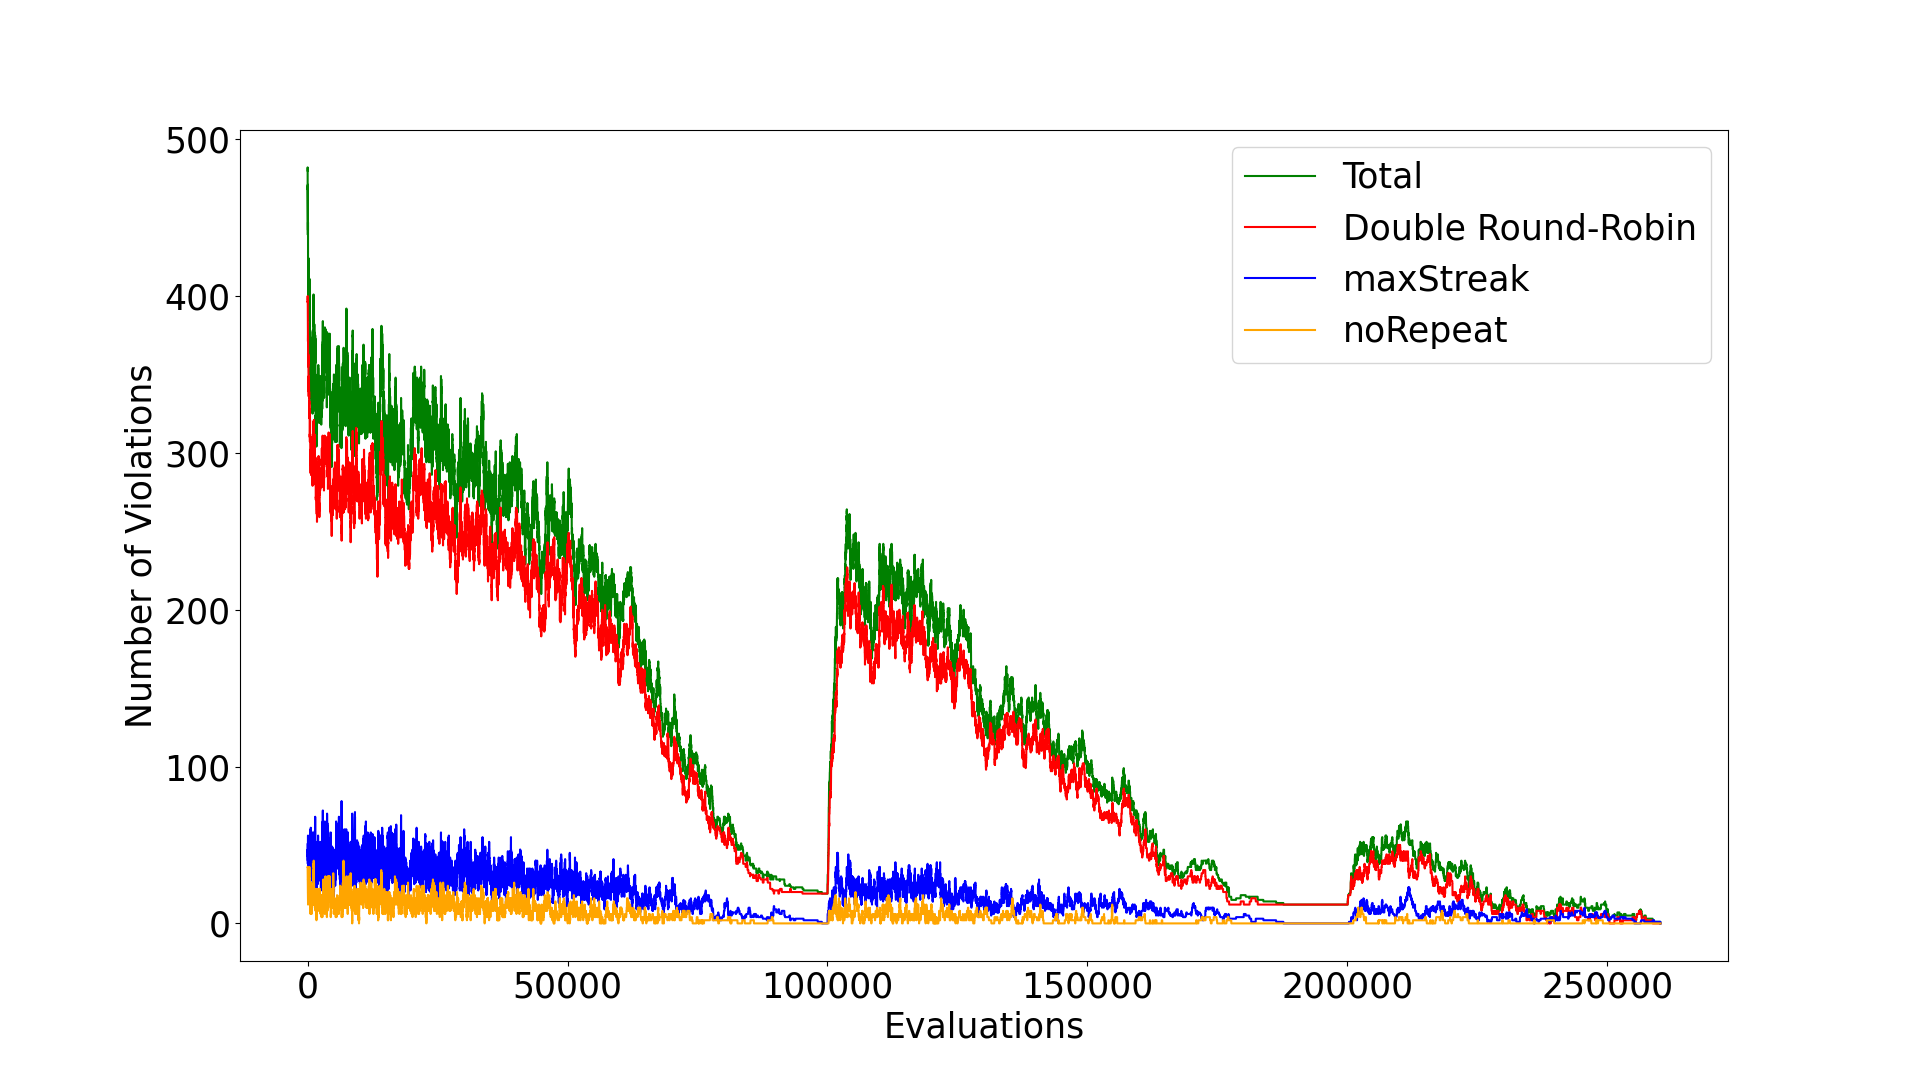 500
400
300
200
100
0
Number of Violations
Total
Double Round-Robin
maxStreak
noRepeat
0 50000 100000 150000 200000 250000
Evaluations